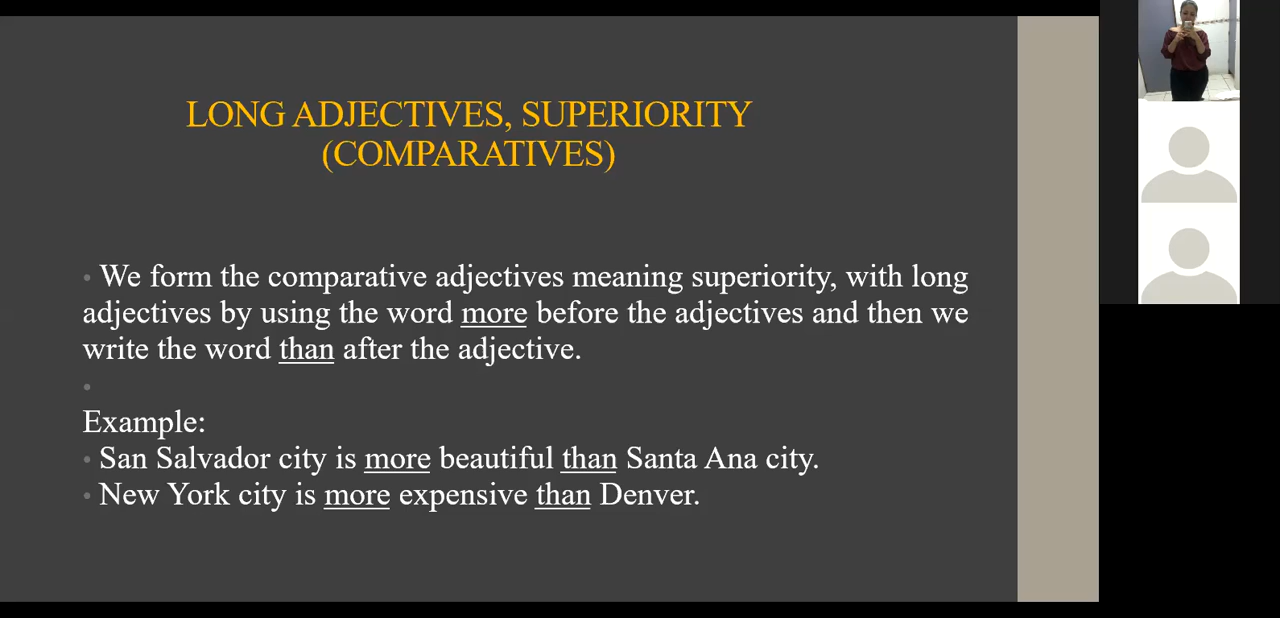 LONG ADJECTIVES, SUPERIORITY
(COMPARATIVES)
• We form the comparative adjectives meaning superiority, with long
adjectives by using the word more before the adjectives and then we
write the word than after the adjective.
•
Example:
• San Salvador city is more beautiful than Santa Ana city.
• New York city is more expensive than Denver.